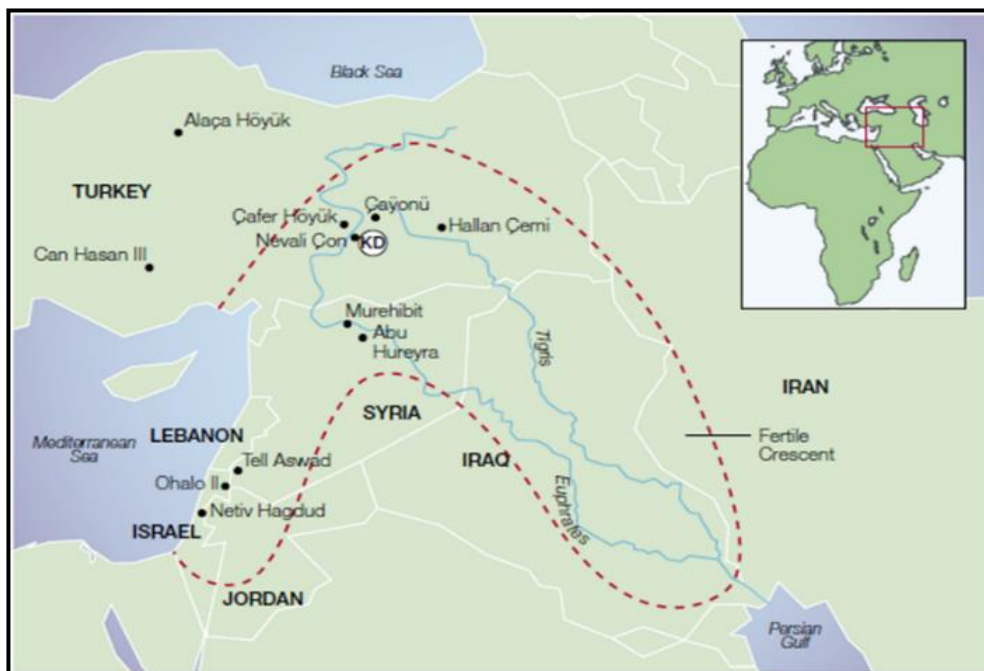 Black Sea
Alaça Höyük
TURKEY
Çaÿonü
Çafer Höyük
Hallan Çemi
Nevali Çori
KD
Can Hasan III
Murehibit
Abu
Hureyra
Tigris
IRAN
SYRIA
Mediterranean
Sea
LEBANON
Fertile
Crescent
IRAQ
Tell Aswad
Ohalo II
Euphrates
Netiv Hagdud
ISRAEL
JORDAN
Persian
Gulf